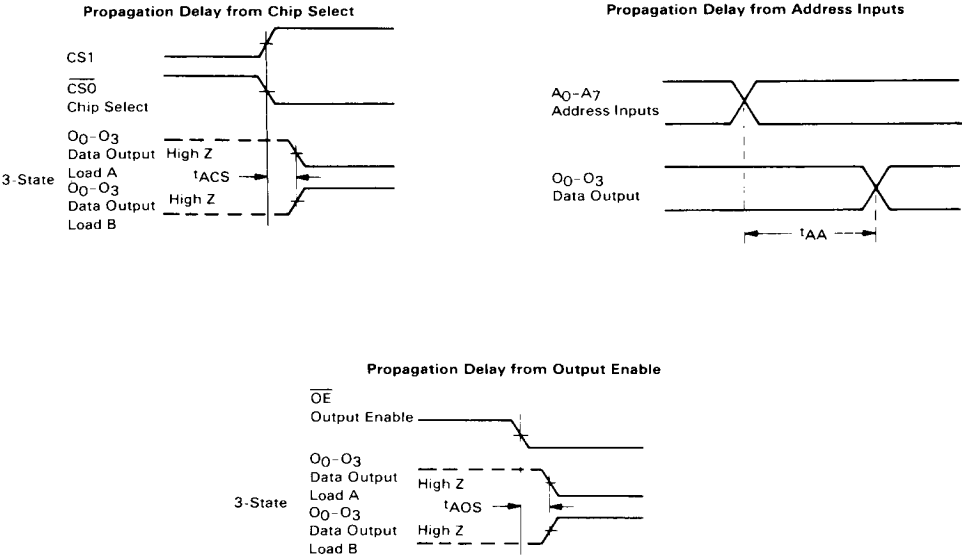 Propagation Delay from Chip Select
CS1
CS0
Chip Select
O0-O3
Data Output High Z
Load A
3-State
tACS
O0-O3
Data Output High Z
Load B
Propagation Delay from Address Inputs
A0-A7
Address Inputs
O0-O3
Data Output
tAA
Propagation Delay from Output Enable
OE
Output Enable
O0-O3
Data Output High Z
Load A
3-State
tAOS
O0-O3
Data Output High Z
Load B